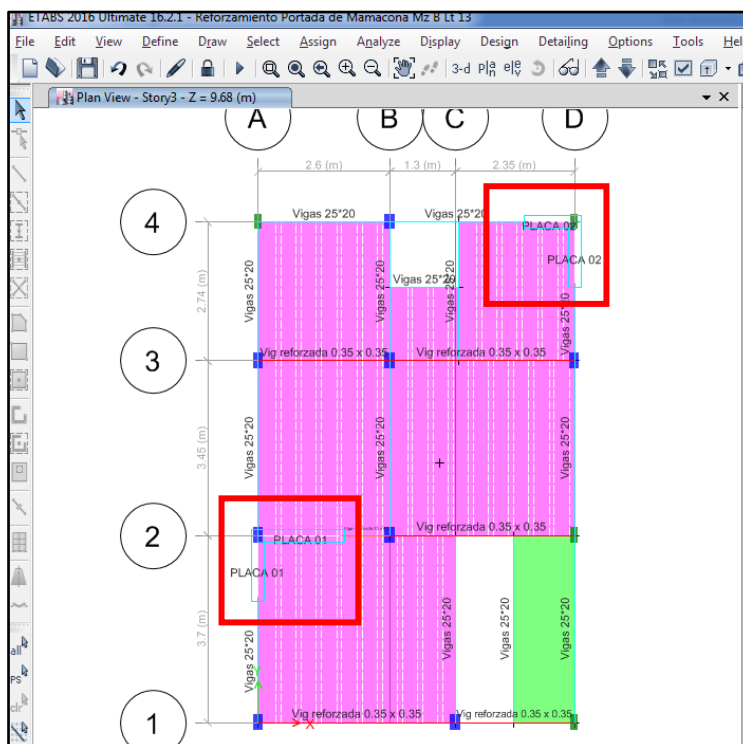 ETABS 2016 Ultimate 16.2.1 - Reforzamiento Portada de Mamacona Mz B Lt 13
File Edit View Define Draw Select Assign Analyze Display Design Detailing Options Tools Hel
3-d
Plan View - Story3 - Z = 9.68 (m)
A B C D
2.6 (m) 1.3 (m) 2.35 (m)
4
Vigas 25*20 Vigas 25*20
PLACA 02
PLACA 02
Vigas 25*20
2.74 (m)
Vigas 25*20 Vigas 25*20 Vigas 25*20 Vigas 25*20
3
Vig reforzada 0.35 x 0.35 Vig reforzada 0.35 x 0.35
3.45 (m)
Vigas 25*20 Vigas 25*20 Vigas 25*20
2
Vig reforzada 0.35 x 0.35
PLACA 01
PLACA 01
3.7 (m)
Vigas 25*20 Vigas 25*20 Vigas 25*20
Y
X
1
Vig reforzada 0.35 x 0.35 Vig reforzada 0.35 x 0.35
all
PS
clr